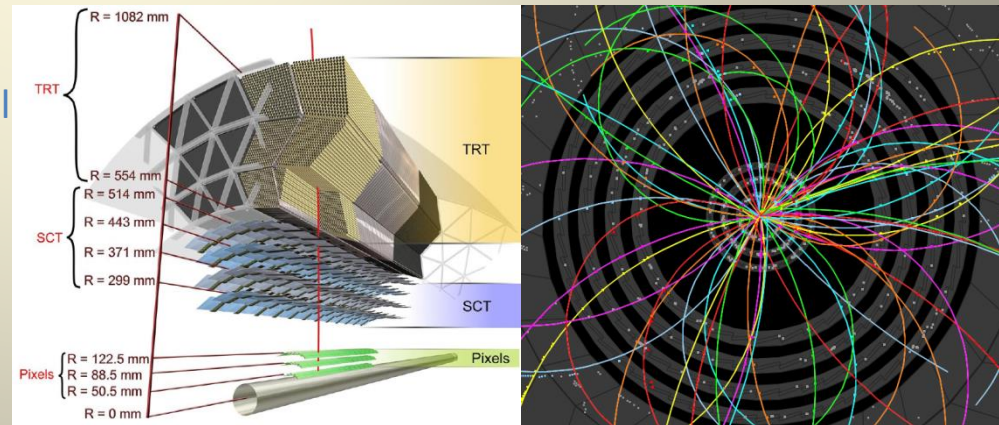 R = 1082 mm
TRT
TRT
R = 554 mm
R = 514 mm
R = 443 mm
SCT
R = 371 mm
R = 299 mm
SCT
R = 122.5 mm
Pixels
Pixels
R = 88.5 mm
R = 50.5 mm
R = 0 mm